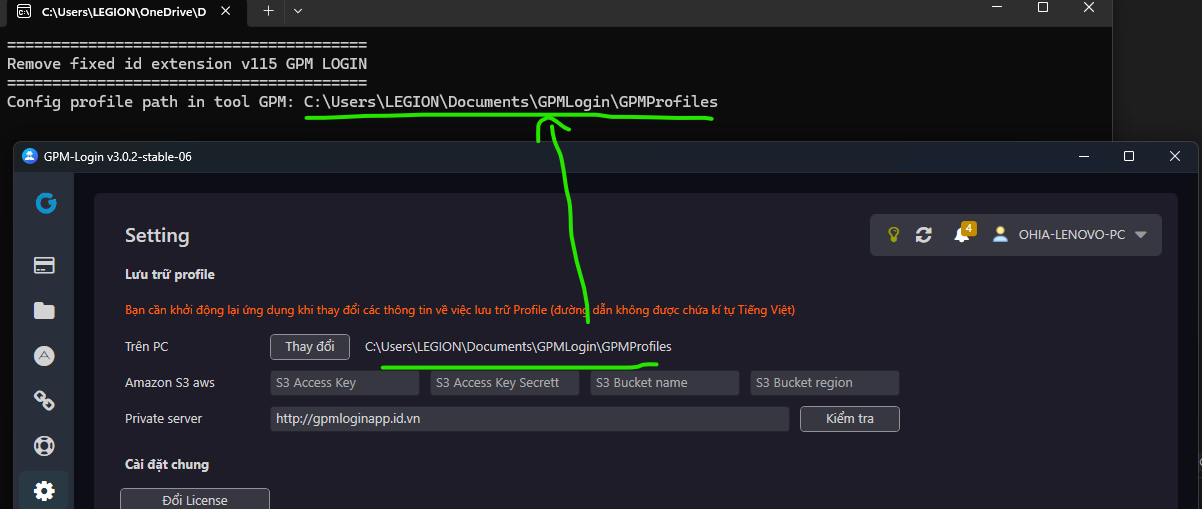 C:\Users\LEGION\OneDrive\D
========================================
Remove fixed id extension v115 GPM LOGIN
========================================
Config profile path in tool GPM: C:\Users\LEGION\Documents\GPMLogin\GPMProfiles
GPM-Login v3.0.2-stable-06
Setting
4
OHIA-LENOVO-PC
Lưu trữ profile
Bạn cần khởi động lại ứng dụng khi thay đổi các thông tin về việc lưu trữ Profile (đường dẫn không được chứa kí tự Tiếng Việt)
Trên PC Thay đổi C:\Users\LEGION\Documents\GPMLogin\GPMProfiles
Amazon S3 aws S3 Access Key S3 Access Key Secrett S3 Bucket name S3 Bucket region
Private server http://gpmloginapp.id.vn Kiểm tra
Cài đặt chung
Đổi License